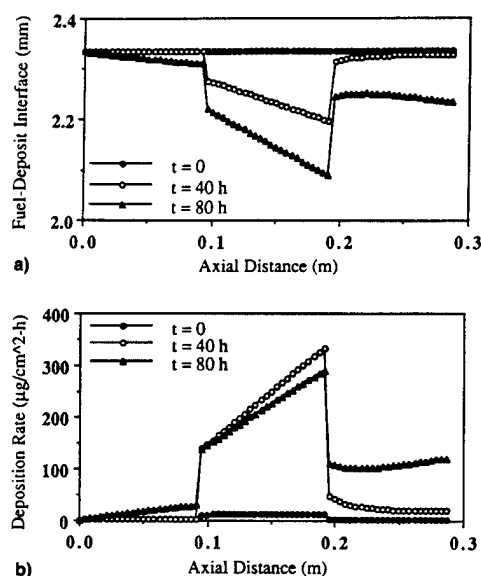 2.4
2.2
2.0
Fuel-Deposit Interface (mm)
t = 0
t = 40 h
t = 80 h
0.0 0.1 0.2 0.3
Axial Distance (m)
a)
400
300
200
100
0
Deposition Rate (µg/cm^2-h)
t = 0
t = 40 h
t = 80 h
0.0 0.1 0.2 0.3
Axial Distance (m)
b)